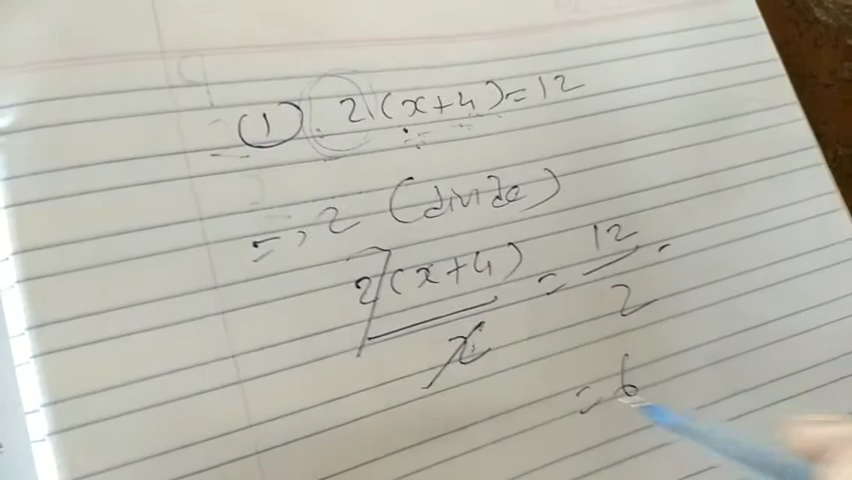 (1) 2(x+4)=12
=, 2 (divide)
2(x+4) = 12
2 2
= 6